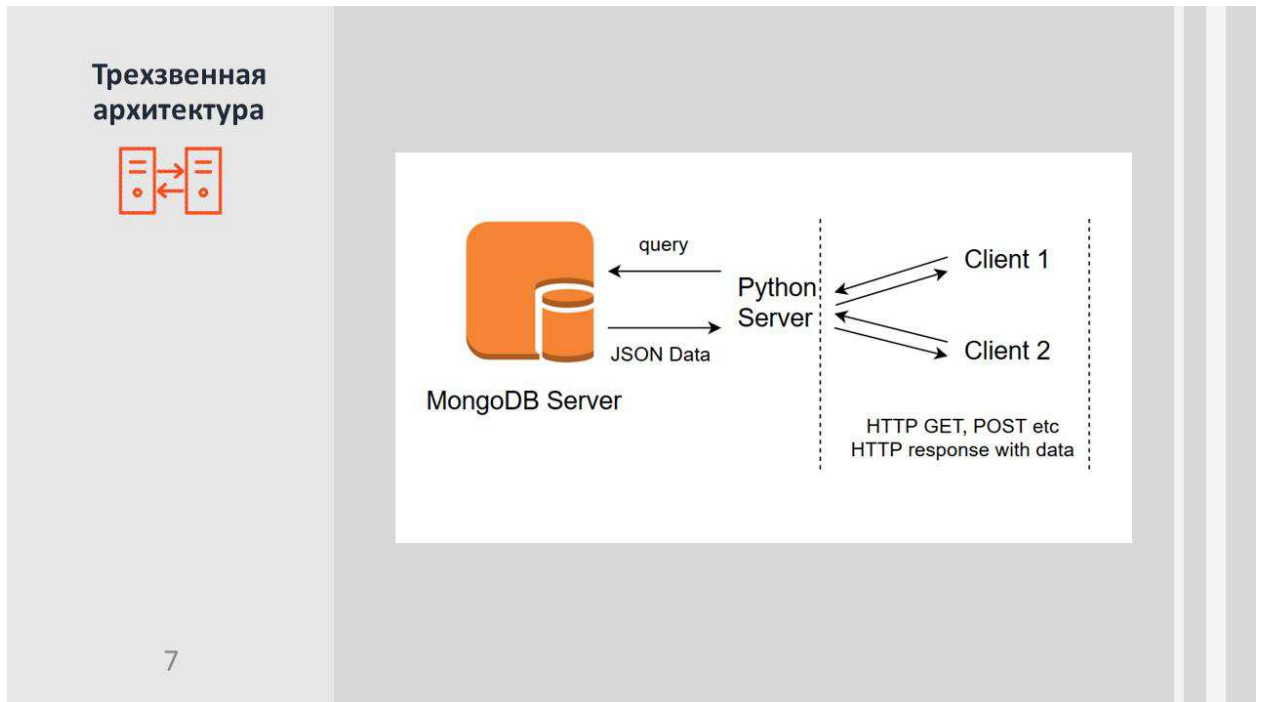 Трехзвенная
архитектура
query
JSON Data
MongoDB Server
Python
Server
Client 1
Client 2
HTTP GET, POST etc
HTTP response with data
7